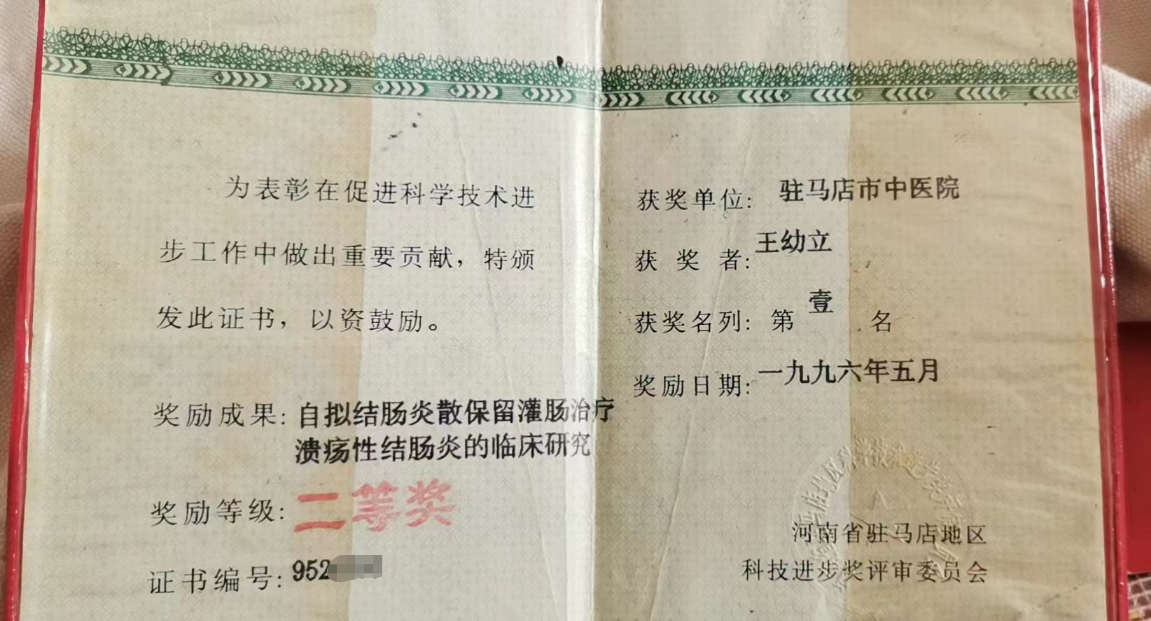 为表彰在促进科学技术进
步工作中做出重要贡献，特颁
发此证书，以资鼓励。
奖励成果：自拟结肠炎散保留灌肠治疗
溃疡性结肠炎的临床研究
奖励等级：二等奖
证书编号：952
获奖单位：驻马店市中医院
获奖者：王幼立
获奖名列：第壹名
奖励日期：一九九六年五月
河南省驻马店地区
科技进步奖评审委员会